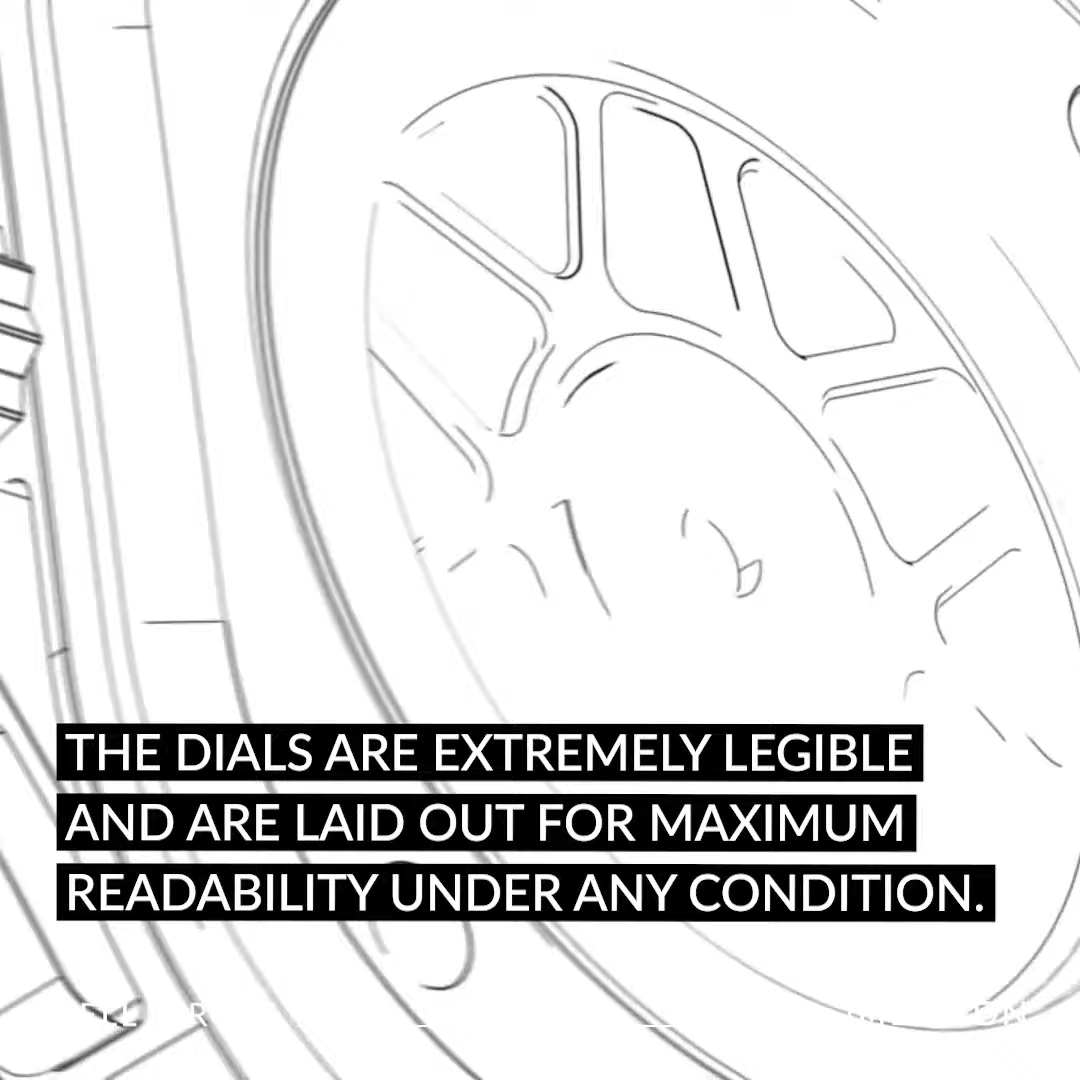 THE DIALS ARE EXTREMELY LEGIBLE
AND ARE LAID OUT FOR MAXIMUM
READABILITY UNDER ANY CONDITION.